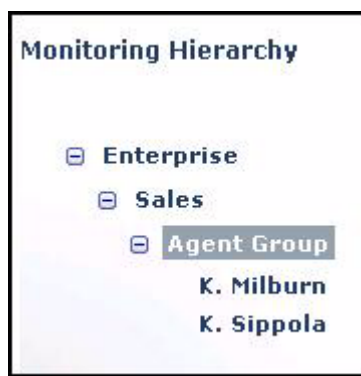 Monitoring Hierarchy
Enterprise
Sales
Agent Group
K. Milburn
K. Sippola